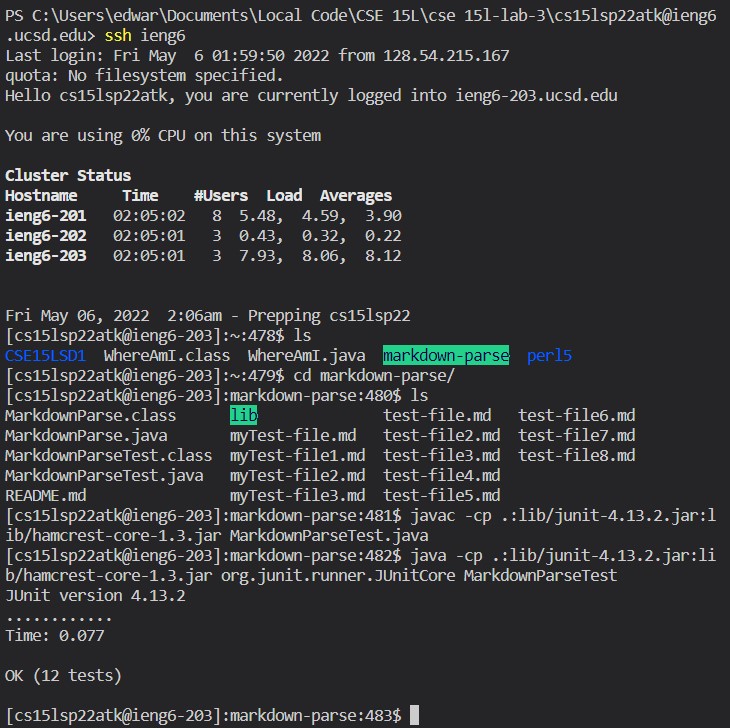 PS C:\Users\edwar\Documents\Local Code\CSE 15L\cse 15l-lab-3\cs15lsp22atk@ieng6
.ucsd.edu> ssh ieng6
Last login: Fri May  6 01:59:50 2022 from 128.54.215.167
quota: No filesystem specified.
Hello cs15lsp22atk, you are currently logged into ieng6-203.ucsd.edu
You are using 0% CPU on this system
Cluster Status
Hostname     Time    #Users  Load  Averages
ieng6-201   02:05:02   8  5.48,  4.59,  3.90
ieng6-202   02:05:01   3  0.43,  0.32,  0.22
ieng6-203   02:05:01   3  7.93,  8.06,  8.12
Fri May 06, 2022  2:06am - Prepping cs15lsp22
[cs15lsp22atk@ieng6-203]:~:478$ ls
CSE15LSD1  WhereAmI.class  WhereAmI.java  markdown-parse  perl5
[cs15lsp22atk@ieng6-203]:~:479$ cd markdown-parse/
[cs15lsp22atk@ieng6-203]:markdown-parse:480$ ls
MarkdownParse.class      lib              test-file.md   test-file6.md
MarkdownParse.java       myTest-file.md   test-file2.md  test-file7.md
MarkdownParseTest.class  myTest-file1.md  test-file3.md  test-file8.md
MarkdownParseTest.java   myTest-file2.md  test-file4.md
README.md                myTest-file3.md  test-file5.md
[cs15lsp22atk@ieng6-203]:markdown-parse:481$ javac -cp .:lib/junit-4.13.2.jar:l
ib/hamcrest-core-1.3.jar MarkdownParseTest.java
[cs15lsp22atk@ieng6-203]:markdown-parse:482$ java -cp .:lib/junit-4.13.2.jar:li
b/hamcrest-core-1.3.jar org.junit.runner.JUnitCore MarkdownParseTest
JUnit version 4.13.2
............
Time: 0.077
OK (12 tests)
[cs15lsp22atk@ieng6-203]:markdown-parse:483$